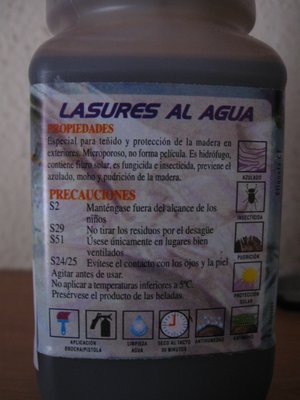 LASURES AL AGUA
PROPIEDADES
Especial para teñido y protección de la madera en
exteriores. Microporoso, no forma película. Es hidrófugo,
contiene filtro solar, es fungicida e insecticida, previene el
azulado, moho y pudrición de la madera.
PRECAUCIONES
S2 Manténgase fuera del alcance de los
niños
S29 No tirar los residuos por el desagüe
S51 Úsese únicamente en lugares bien
ventilados
S24/25 Evítese el contacto con los ojos y la piel
Agitar antes de usar.
No aplicar a temperaturas inferiores a 5ºC.
Presérvese el producto de las heladas.
AZULADO
INSECTICIDA
PUDRICIÓN
PROTECCIÓN
SOLAR
APLICACIÓN
BROCHA/PISTOLA
LIMPIEZA
AGUA
SECO AL TACTO
30 MINUTOS
ANTIHUMEDAD